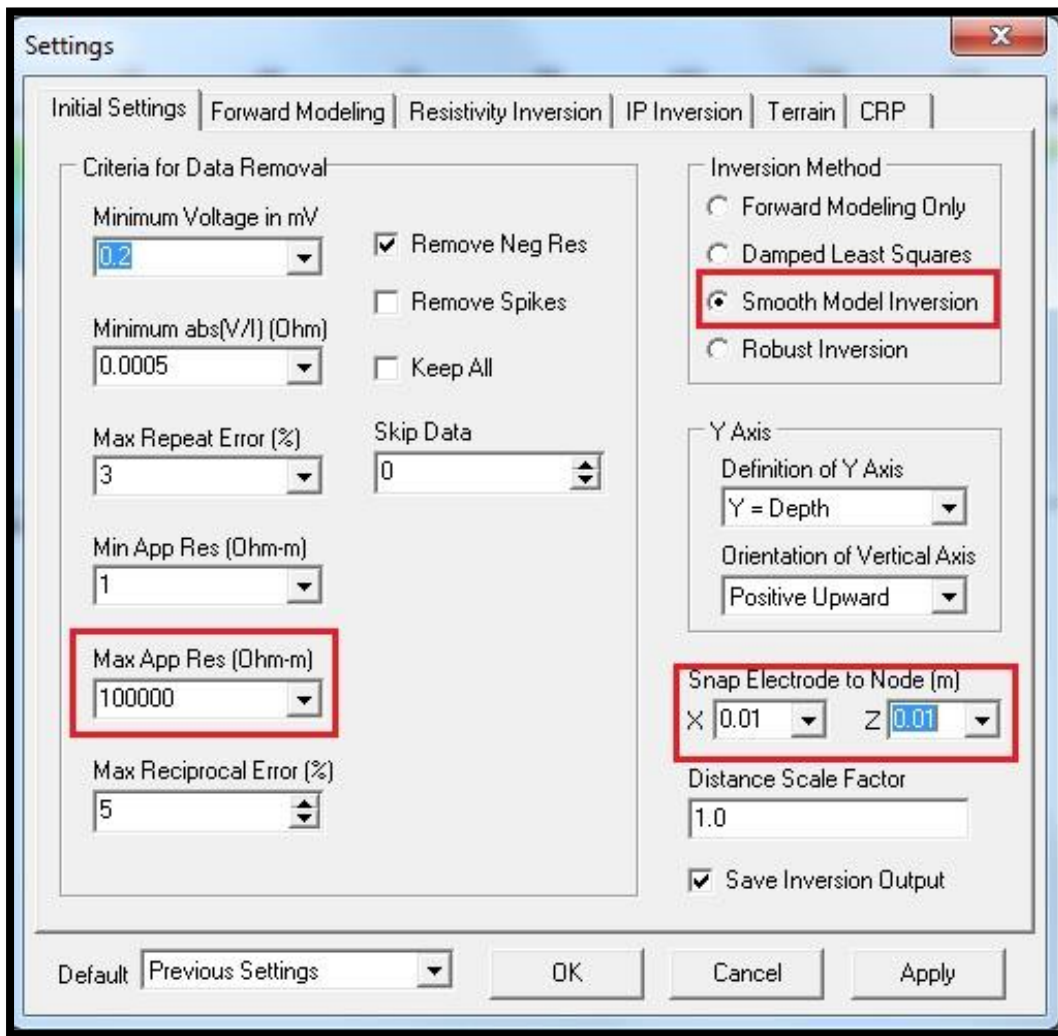 Settings
Initial Settings
Forward Modeling
Resistivity Inversion
IP Inversion
Terrain
CRP
Criteria for Data Removal
Minimum Voltage in mV
0.2
Minimum abs(V/I) (Ohm)
0.0005
Max Repeat Error (%)
3
Min App Res (Ohm-m)
1
Max App Res (Ohm-m)
100000
Max Reciprocal Error (%)
5
Remove Neg Res
Remove Spikes
Keep All
Skip Data
0
Inversion Method
Forward Modeling Only
Damped Least Squares
Smooth Model Inversion
Robust Inversion
Y Axis
Definition of Y Axis
Y = Depth
Orientation of Vertical Axis
Positive Upward
Snap Electrode to Node (m)
X 0.01 Z 0.01
Distance Scale Factor
1.0
Save Inversion Output
Default Previous Settings
OK
Cancel
Apply